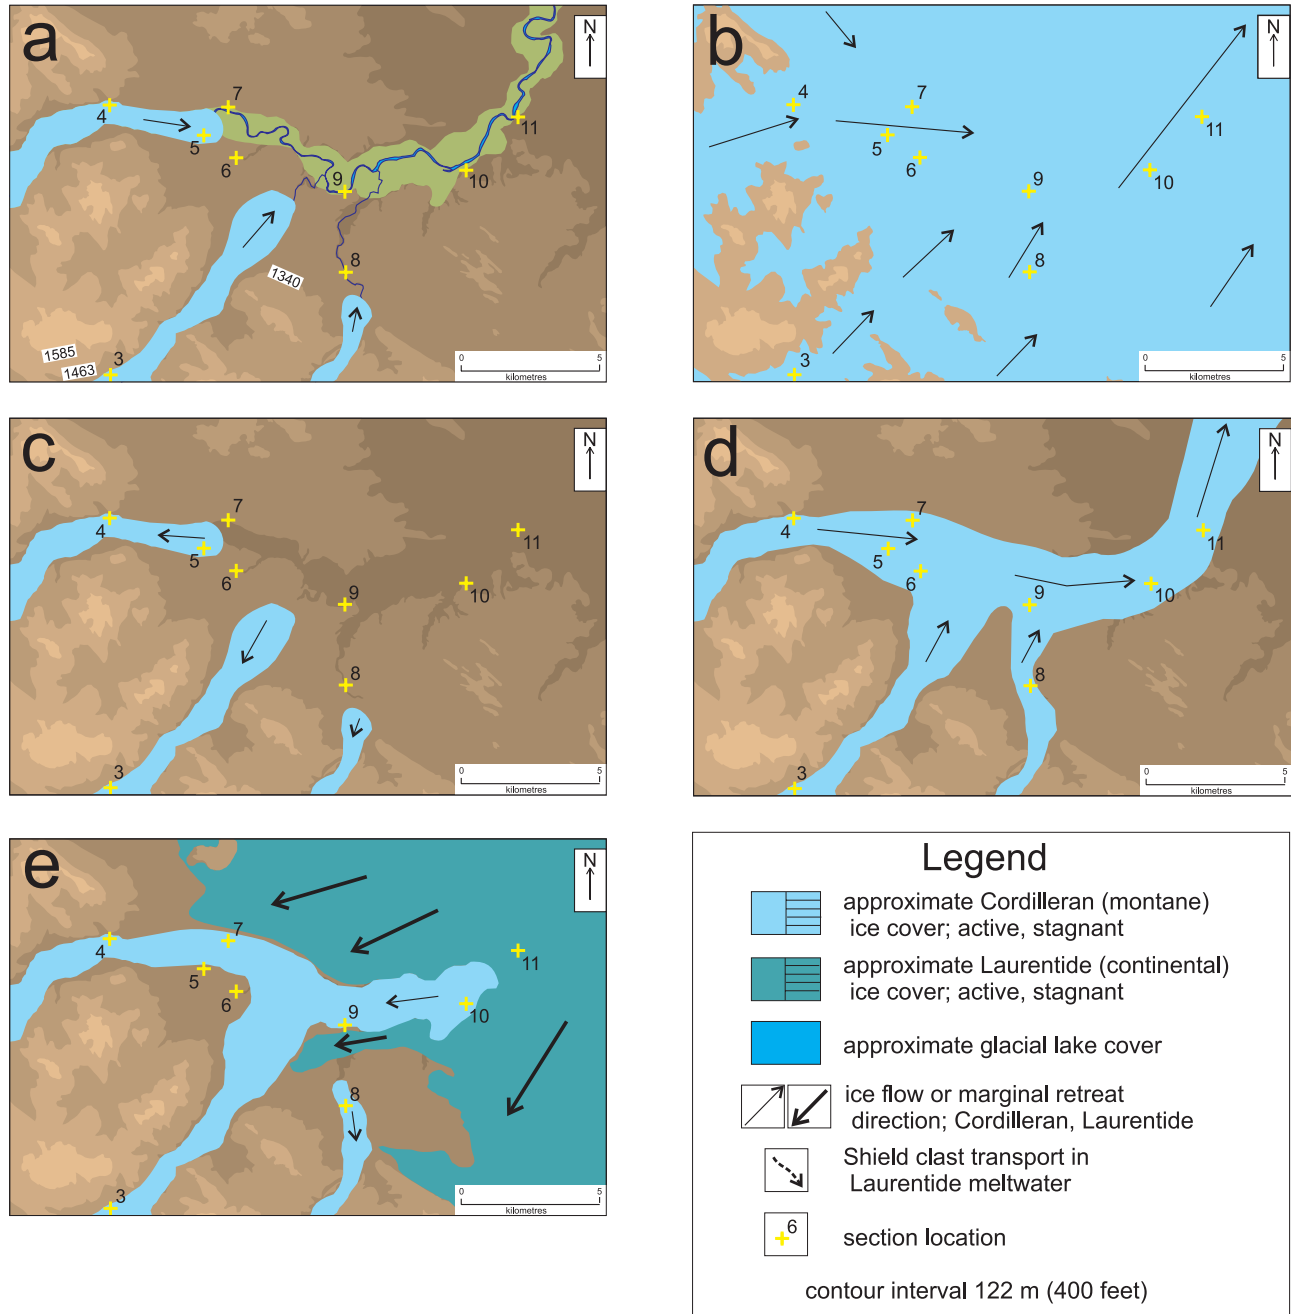 a
N
4
5
6
7
8
9
10
11
1340
1585
1463
3
0
5
kilometres
b
N
4
5
6
7
8
9
10
11
3
0
5
kilometres
c
N
4
5
6
7
8
9
10
11
3
0
5
kilometres
d
N
4
5
6
7
8
9
10
11
3
0
5
kilometres
e
N
4
5
6
7
8
9
10
11
3
0
5
kilometres
Legend
approximate Cordilleran (montane)
ice cover; active, stagnant
approximate Laurentide (continental)
ice cover; active, stagnant
approximate glacial lake cover
ice flow or marginal retreat
direction; Cordilleran, Laurentide
Shield clast transport in
Laurentide meltwater
6
section location
contour interval 122 m (400 feet)